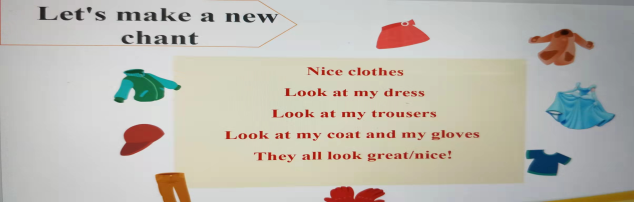 Let's make a new
chant
Nice clothes
Look at my dress
Look at my trousers
Look at my coat and my gloves
They all look great/nice!